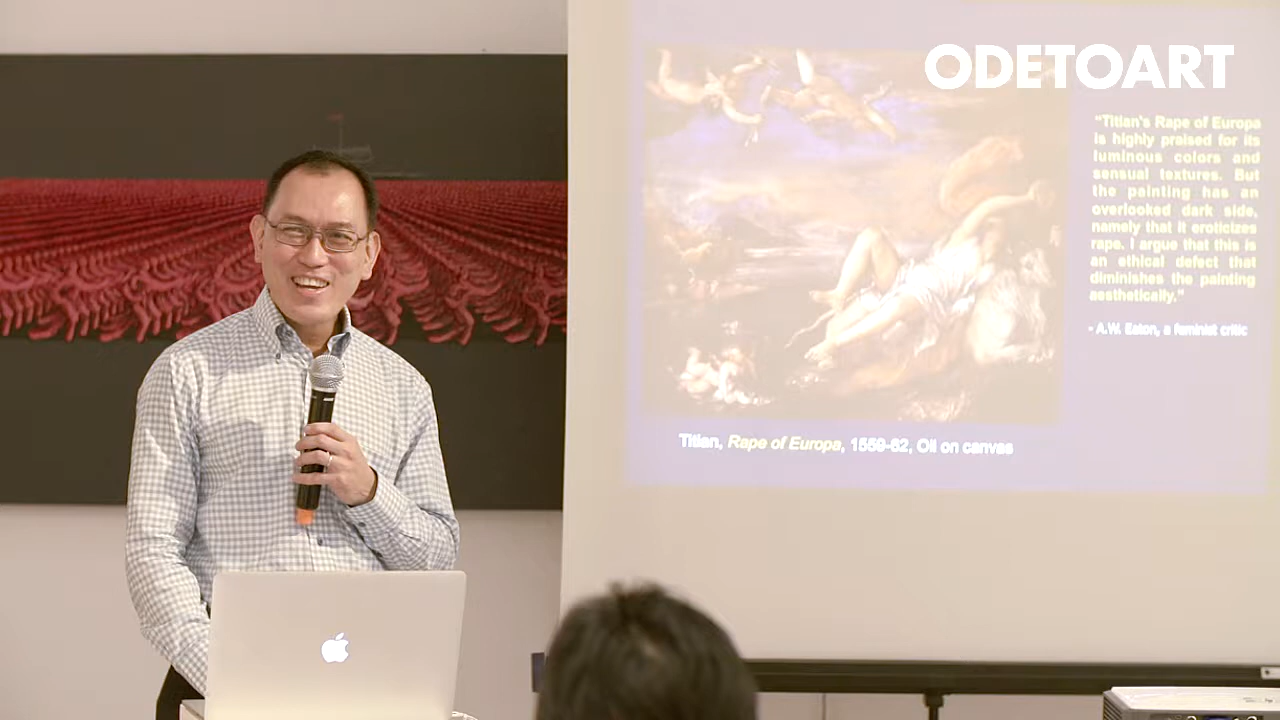 ODETOART
"Titian's Rape of Europa
is highly praised for its
luminous colors and
sensual textures. But
the painting has an
overlooked dark side,
namely that it eroticizes
rape. I argue that this is
an ethical defect that
diminishes the painting
aesthetically."
- A.W. Eaton, a feminist critic
Titian, Rape of Europa, 1559-62, Oil on canvas